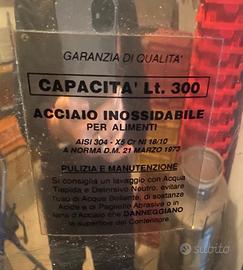 GARANZIA DI QUALITA'
CAPACITA' Lt. 300
ACCIAIO INOSSIDABILE
PER ALIMENTI
AISI 304 - X5 Cr Ni 18/10
A NORMA D.M. 21 MARZO 1973
PULIZIA E MANUTENZIONE
Si consiglia un lavaggio con Acqua
Tiepida e Detersivo Neutro, evitare
l'uso di Acqua Bollente, di sostanze
Acide e di Paglietta Abrasiva o in
lana d'Acciaio che DANNEGGIANO
la superfice del Contenitore.
subito